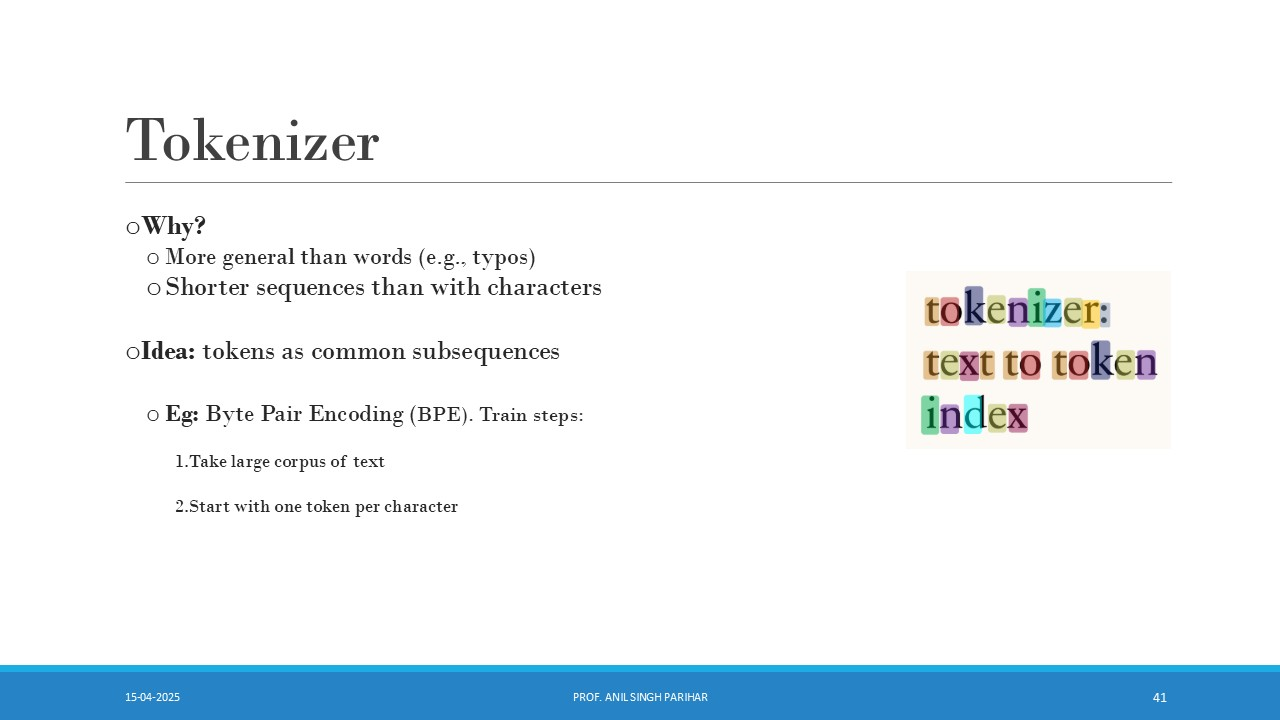 Tokenizer
oWhy?
o More general than words (e.g., typos)
o Shorter sequences than with characters
oIdea: tokens as common subsequences
o Eg: Byte Pair Encoding (BPE). Train steps:
1.Take large corpus of text
2.Start with one token per character
tokenizer:
text to token
index
15-04-2025
PROF. ANIL SINGH PARIHAR
41